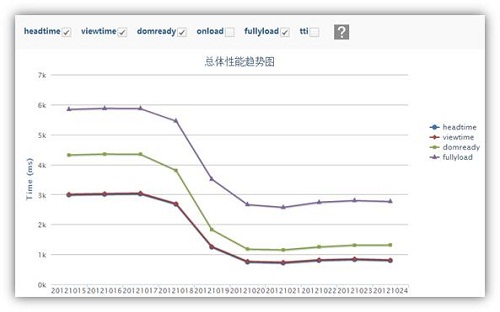 headtime viewtime domready onload fullyload tti ?
总体性能趋势图
7k
6k
5k
4k
3k
2k
1k
0k
Time (ms)
20121015 20121016 20121017 20121018 20121019 20121020 20121021 20121022 20121023 20121024
headtime
viewtime
domready
fullyload